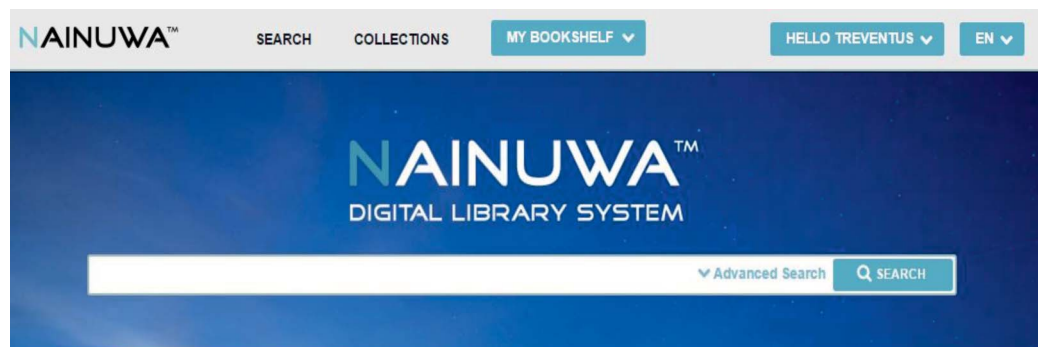 NAINUWA™ SEARCH COLLECTIONS MY BOOKSHELF HELLO TREVENTUS EN
NAINUWA™
DIGITAL LIBRARY SYSTEM
Advanced Search SEARCH